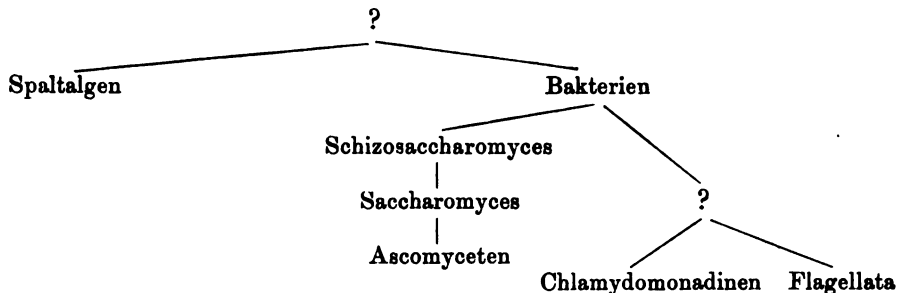 ?
Spaltalgen Bakterien
Schizosaccharomyces
Saccharomyces ?
Ascomyceten
Chlamydomonadinen Flagellata